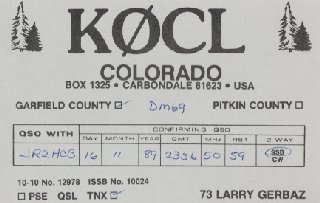 KØCL
COLORADO
BOX 1325 • CARBONDALE 81623 • USA
GARFIELD COUNTY ☑ DM69 PITKIN COUNTY ☐
CONFIRMING QSO
QSO WITH DAY MONTH YEAR GMT MHz RST 2-WAY
16 11 89 2356 50 59 SSB
CW
10-10 No. 12978 ISSB No. 10024
☐ PSE QSL TNX ☑ 73 LARRY GERBAZ